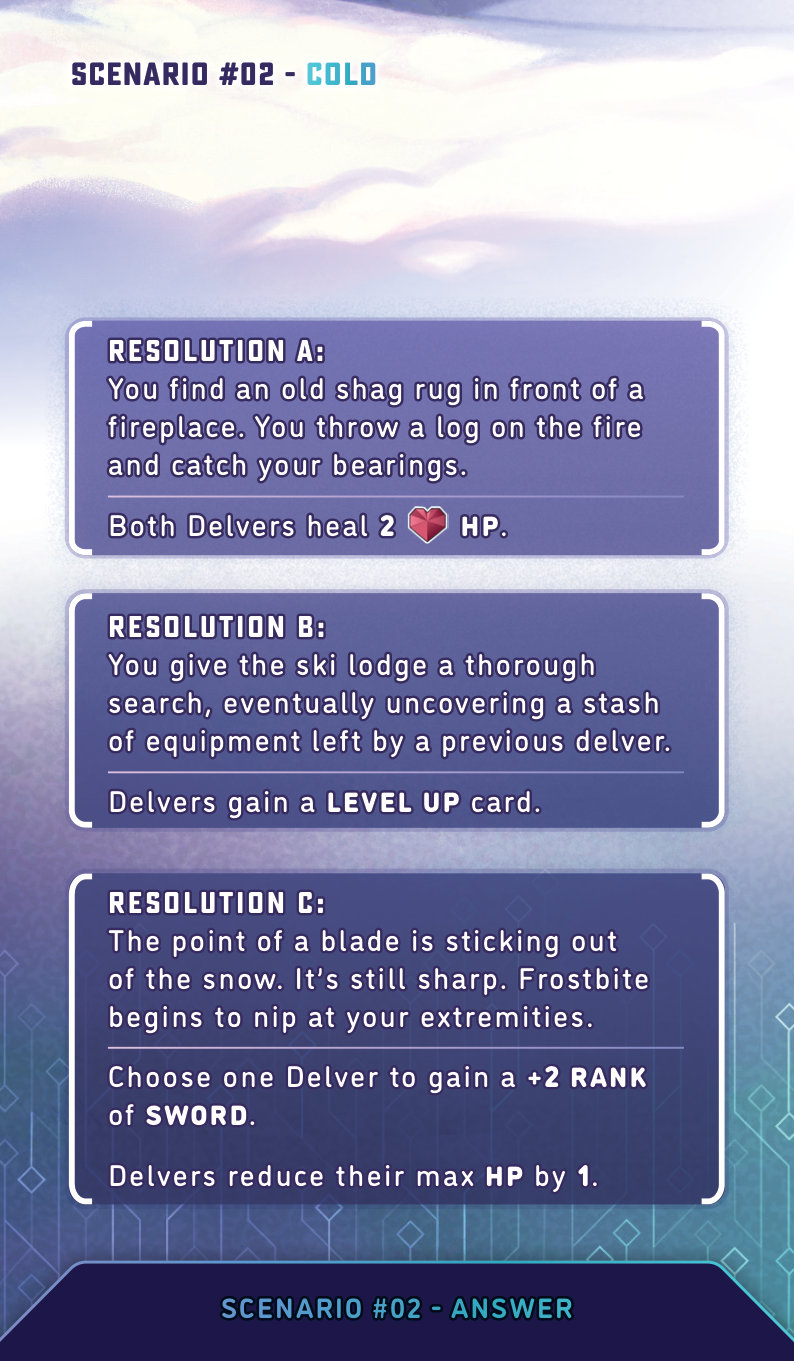 SCENARIO #02 - COLD
RESOLUTION A:
You find an old shag rug in front of a
fireplace. You throw a log on the fire
and catch your bearings.
Both Delvers heal 2 HP.
RESOLUTION B:
You give the ski lodge a thorough
search, eventually uncovering a stash
of equipment left by a previous delver.
Delvers gain a LEVEL UP card.
RESOLUTION C:
The point of a blade is sticking out
of the snow. It's still sharp. Frostbite
begins to nip at your extremities.
Choose one Delver to gain a +2 RANK
of SWORD.
Delvers reduce their max HP by 1.
SCENARIO #02 - ANSWER